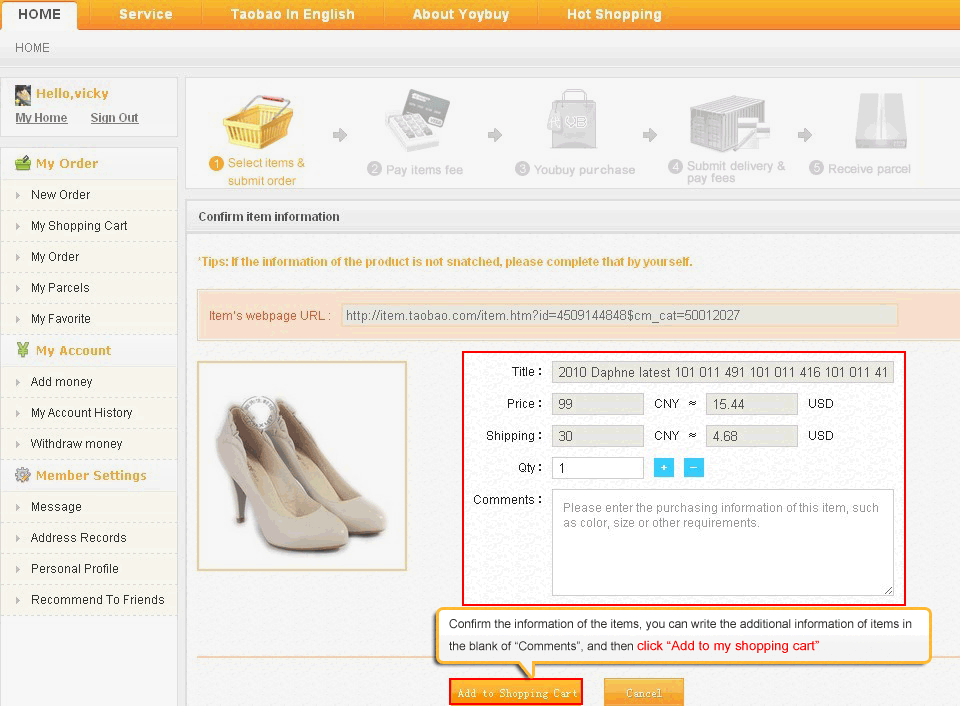 HOME Service Taobao In English About Yoybuy Hot Shopping
HOME
Hello,vicky
My Home Sign Out
My Order
New Order
My Shopping Cart
My Order
My Parcels
My Favorite
My Account
Add money
My Account History
Withdraw money
Member Settings
Message
Address Records
Personal Profile
Recommend To Friends
1 Select items &
submit order
2 Pay items fee
YB
3 Youbuy purchase
4 Submit delivery &
pay fees
5 Receive parcel
Confirm item information
*Tips: If the information of the product is not snatched, please complete that by yourself.
Item's webpage URL : http://item.taobao.com/item.htm?id=4509144848$cm_cat=50012027
Title : 2010 Daphne latest 101 011 491 101 011 416 101 011 41
Price : 99 CNY ≈ 15.44 USD
Shipping : 30 CNY ≈ 4.68 USD
Qty : 1 + −
Comments : Please enter the purchasing information of this item, such
as color, size or other requirements.
Confirm the information of the items, you can write the additional information of items in
the blank of “Comments”, and then click “Add to my shopping cart”
Add to Shopping Cart Cancel